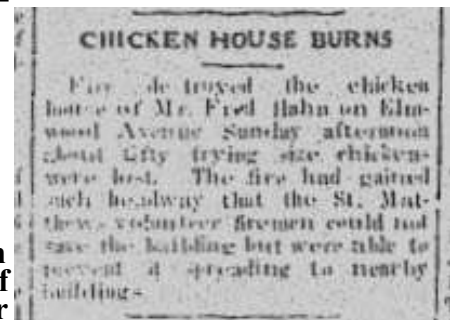 CHICKEN HOUSE BURNS
Fire destroyed the chicken
house of Mr. Fred Hahn on Elm-
wood Avenue Sunday afternoon
about fifty frying size chickens
were lost. The fire had gained
such headway that the St. Mat-
thews volunteer firemen could not
save the building but were able to
prevent it spreading to nearby
buildings